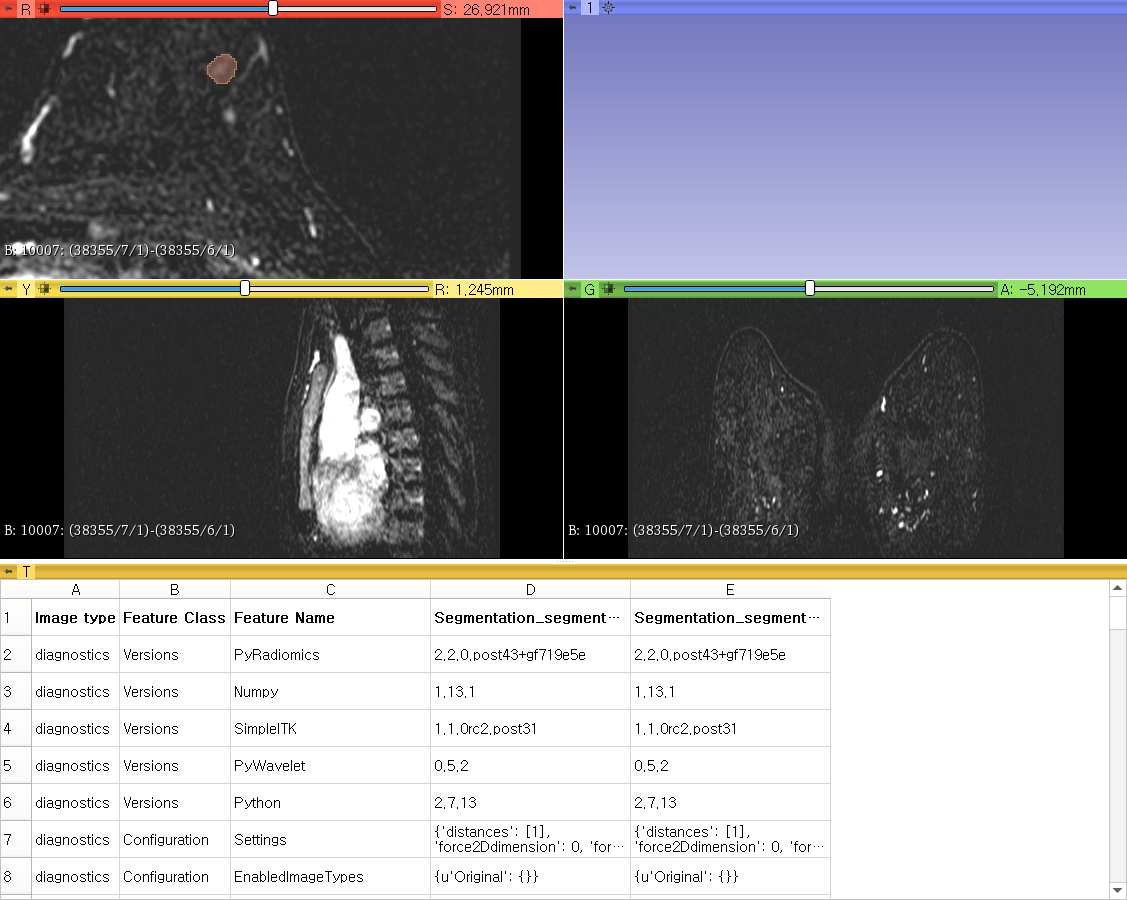 R S: 26,921mm
1
B: 10007: (38355/7/1)-(38355/6/1)
Y R: 1,245mm
G A: -5,192mm
B: 10007: (38355/7/1)-(38355/6/1)
B: 10007: (38355/7/1)-(38355/6/1)
T
A B C D E
1 Image type Feature Class Feature Name Segmentation_segment… Segmentation_segment…
2 diagnostics Versions PyRadiomics 2,2,0,post43+gf719e5e 2,2,0,post43+gf719e5e
3 diagnostics Versions Numpy 1,13,1 1,13,1
4 diagnostics Versions SimpleITK 1,1,0rc2,post31 1,1,0rc2,post31
5 diagnostics Versions PyWavelet 0,5,2 0,5,2
6 diagnostics Versions Python 2,7,13 2,7,13
7 diagnostics Configuration Settings {'distances': [1], 'force2Ddimension': 0, 'for… {'distances': [1], 'force2Ddimension': 0, 'for…
8 diagnostics Configuration EnabledImageTypes {u'Original': {}} {u'Original': {}}